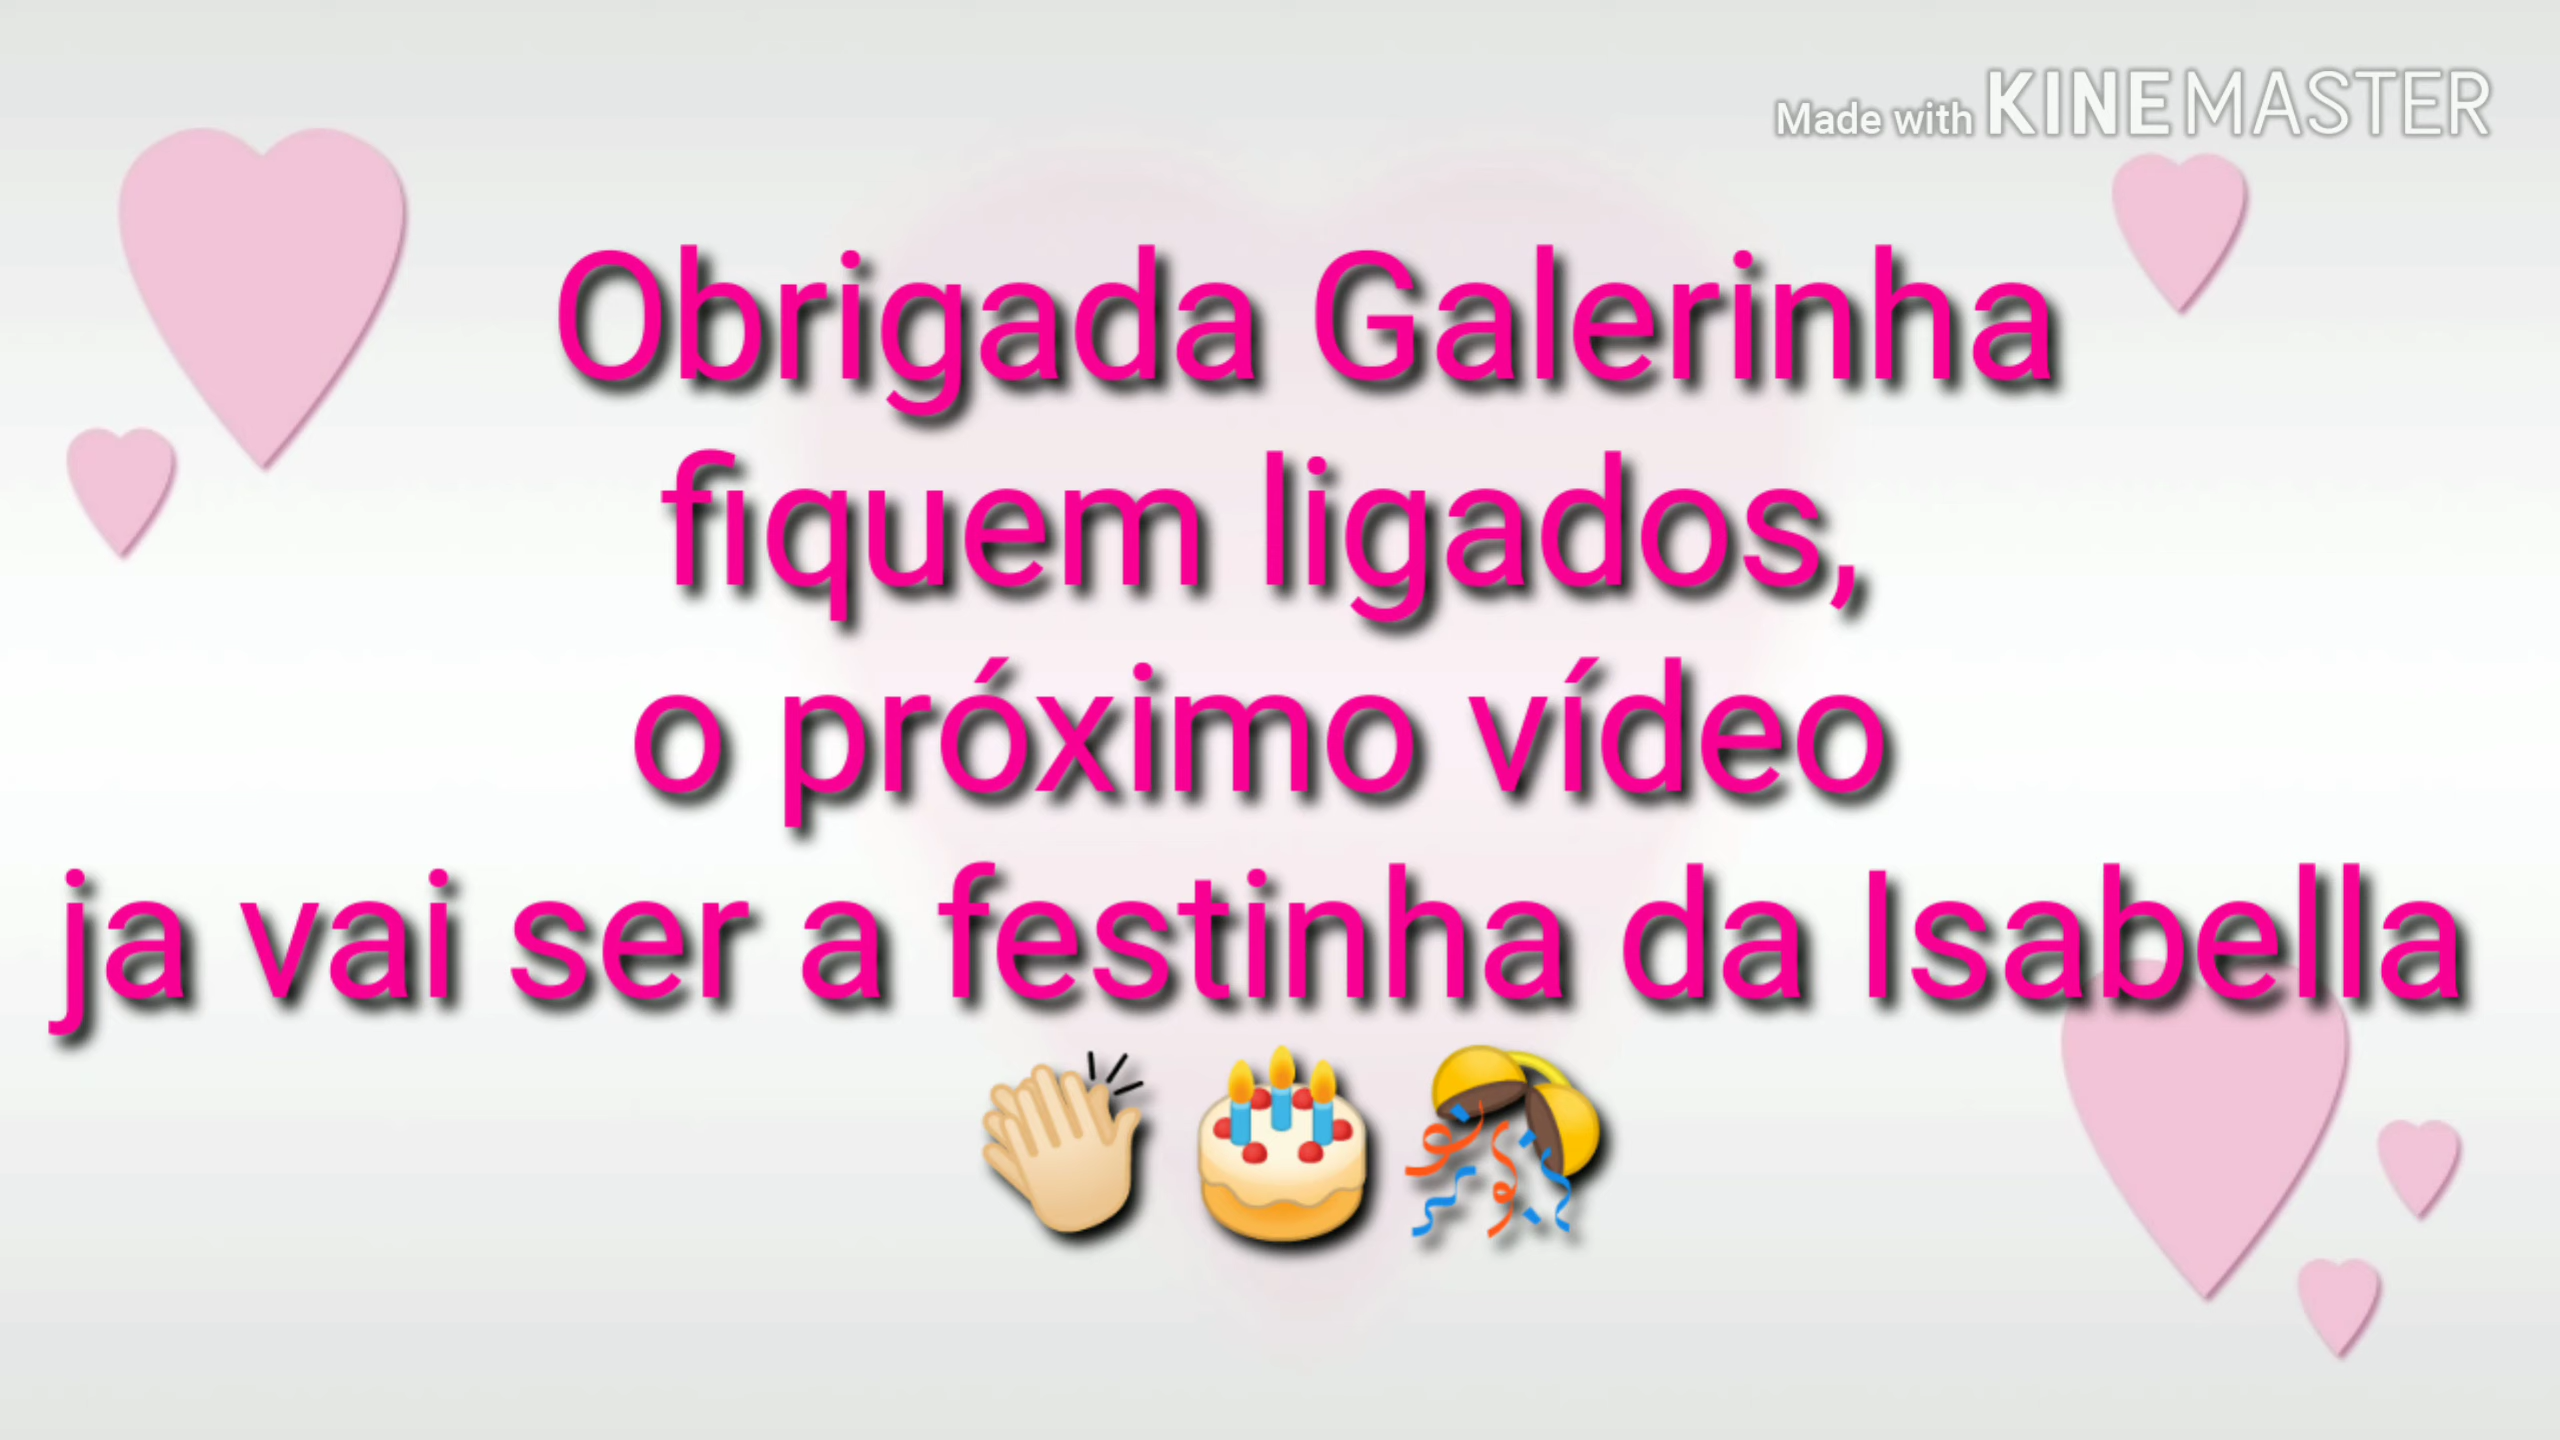 Made with KINEMASTER
Obrigada Galerinha
fiquem ligados,
o próximo vídeo
ja vai ser a festinha da Isabella
👏🏼 🎂 🎊